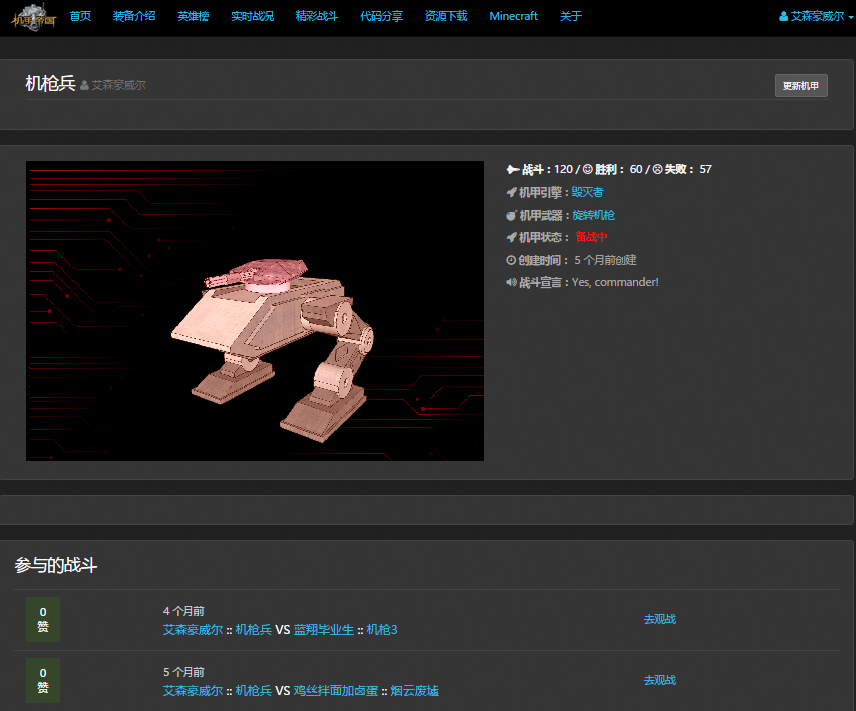 机甲帝国
首页 装备介绍 英雄榜 实时战况 精彩战斗 代码分享 资源下载 Minecraft 关于 艾森豪威尔
机枪兵 艾森豪威尔
更新机甲
战斗：120 / 胜利： 60 / 失败： 57
机甲引擎：毁灭者
机甲武器：旋转机枪
机甲状态： 备战中
创建时间： 5 个月前创建
战斗宣言：Yes, commander!
参与的战斗
0
赞
4 个月前
艾森豪威尔 :: 机枪兵 VS 蓝翔毕业生 :: 机枪3
去观战
0
赞
5 个月前
艾森豪威尔 :: 机枪兵 VS 鸡丝拌面加卤蛋 :: 烟云废墟
去观战